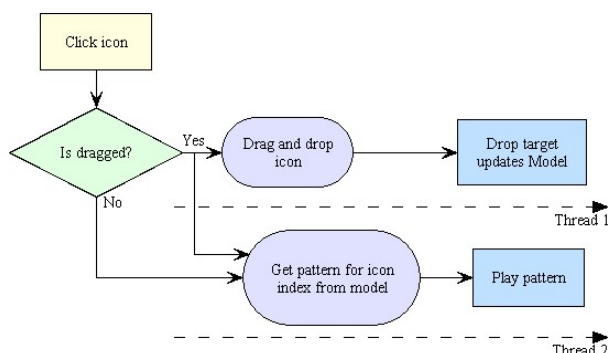 Click icon
Is dragged?
Yes
Drag and drop
icon
Drop target
updates Model
No
Thread 1
Get pattern for icon
index from model
Play pattern
Thread 2